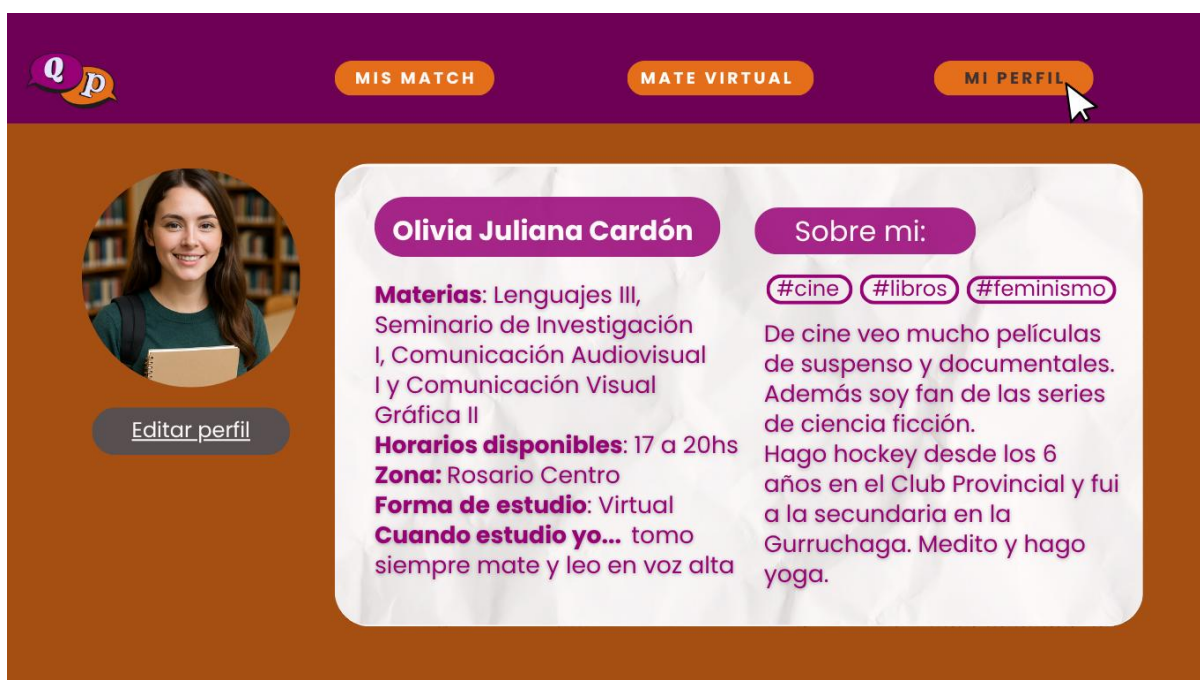 Q p
MIS MATCH
MATE VIRTUAL
MI PERFIL
Editar perfil
Olivia Juliana Cardón
Materias: Lenguajes III,
Seminario de Investigación
I, Comunicación Audiovisual
I y Comunicación Visual
Gráfica II
Horarios disponibles: 17 a 20hs
Zona: Rosario Centro
Forma de estudio: Virtual
Cuando estudio yo... tomo
siempre mate y leo en voz alta
Sobre mi:
#cine #libros #feminismo
De cine veo mucho películas
de suspenso y documentales.
Además soy fan de las series
de ciencia ficción.
Hago hockey desde los 6
años en el Club Provincial y fui
a la secundaria en la
Gurruchaga. Medito y hago
yoga.